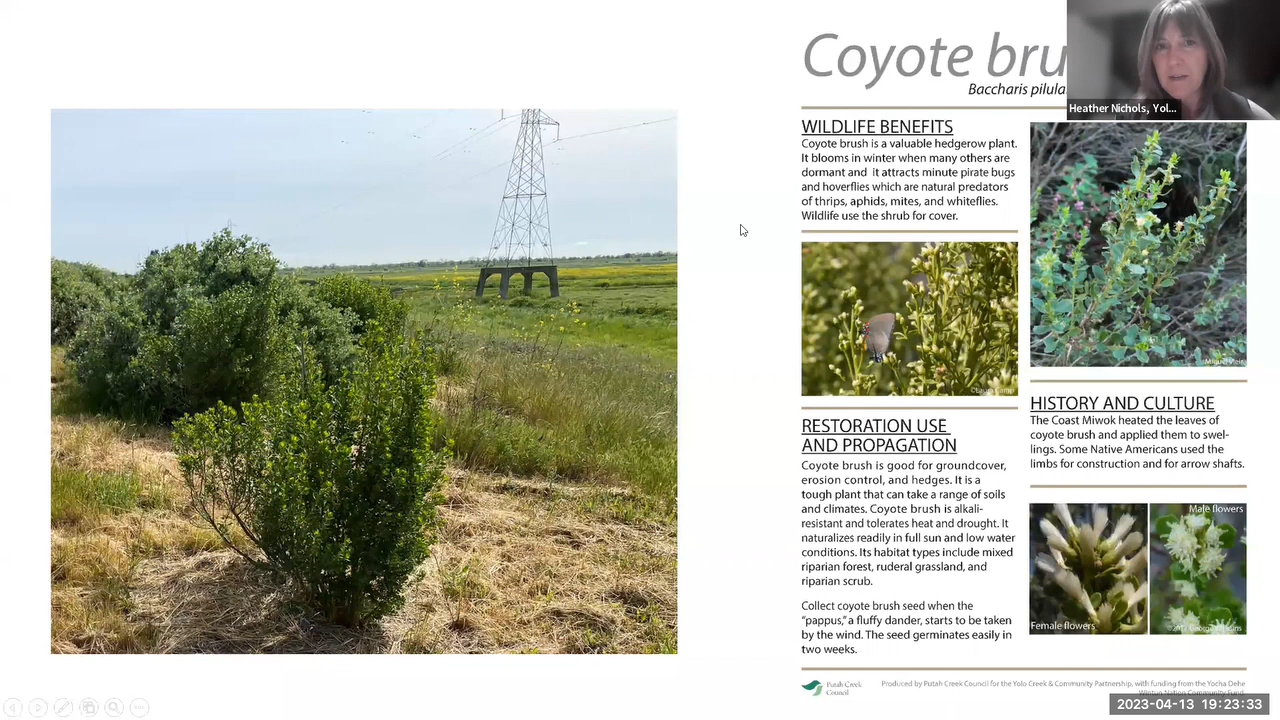 Coyote bru
Baccharis pilula
Heather Nichols, Yol...
WILDLIFE BENEFITS
Coyote brush is a valuable hedgerow plant.
It blooms in winter when many others are
dormant and it attracts minute pirate bugs
and hoverflies which are natural predators
of thrips, aphids, mites, and whiteflies.
Wildlife use the shrub for cover.
RESTORATION USE
AND PROPAGATION
Coyote brush is good for groundcover,
erosion control, and hedges. It is a
tough plant that can take a range of soils
and climates. Coyote brush is alkali-
resistant and tolerates heat and drought. It
naturalizes readily in full sun and low water
conditions. Its habitat types include mixed
riparian forest, ruderal grassland, and
riparian scrub.
Collect coyote brush seed when the
"pappus," a fluffy dander, starts to be taken
by the wind. The seed germinates easily in
two weeks.
HISTORY AND CULTURE
The Coast Miwok heated the leaves of
coyote brush and applied them to swel-
lings. Some Native Americans used the
limbs for construction and for arrow shafts.
Female flowers
Male flowers
Putah Creek
Council
Produced by Putah Creek Council for the Yolo Creek & Community Partnership, with funding from the Yocha Dehe
Wintun Nation Community Fund.
2023-04-13 19:23:33